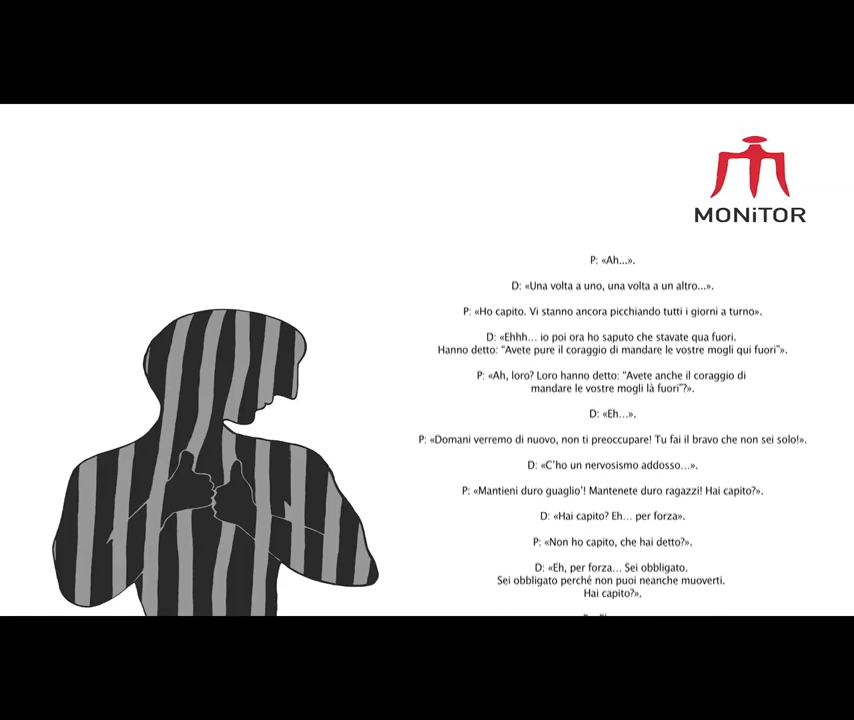 MONiTOR
P: «Ah...».
D: «Una volta a uno, una volta a un altro...».
P: «Ho capito. Vi stanno ancora picchiando tutti i giorni a turno».
D: «Ehhh... io poi ora ho saputo che stavate qua fuori.
Hanno detto: "Avete pure il coraggio di mandare le vostre mogli qui fuori"».
P: «Ah, loro? Loro hanno detto: "Avete anche il coraggio di
mandare le vostre mogli là fuori"?».
D: «Eh...».
P: «Domani verremo di nuovo, non ti preoccupare! Tu fai il bravo che non sei solo!».
D: «C'ho un nervosismo addosso...».
P: «Mantieni duro guaglio'! Mantenete duro ragazzi! Hai capito?».
D: «Hai capito? Eh... per forza».
P: «Non ho capito, che hai detto?».
D: «Eh, per forza... Sei obbligato.
Sei obbligato perché non puoi neanche muoverti.
Hai capito?».